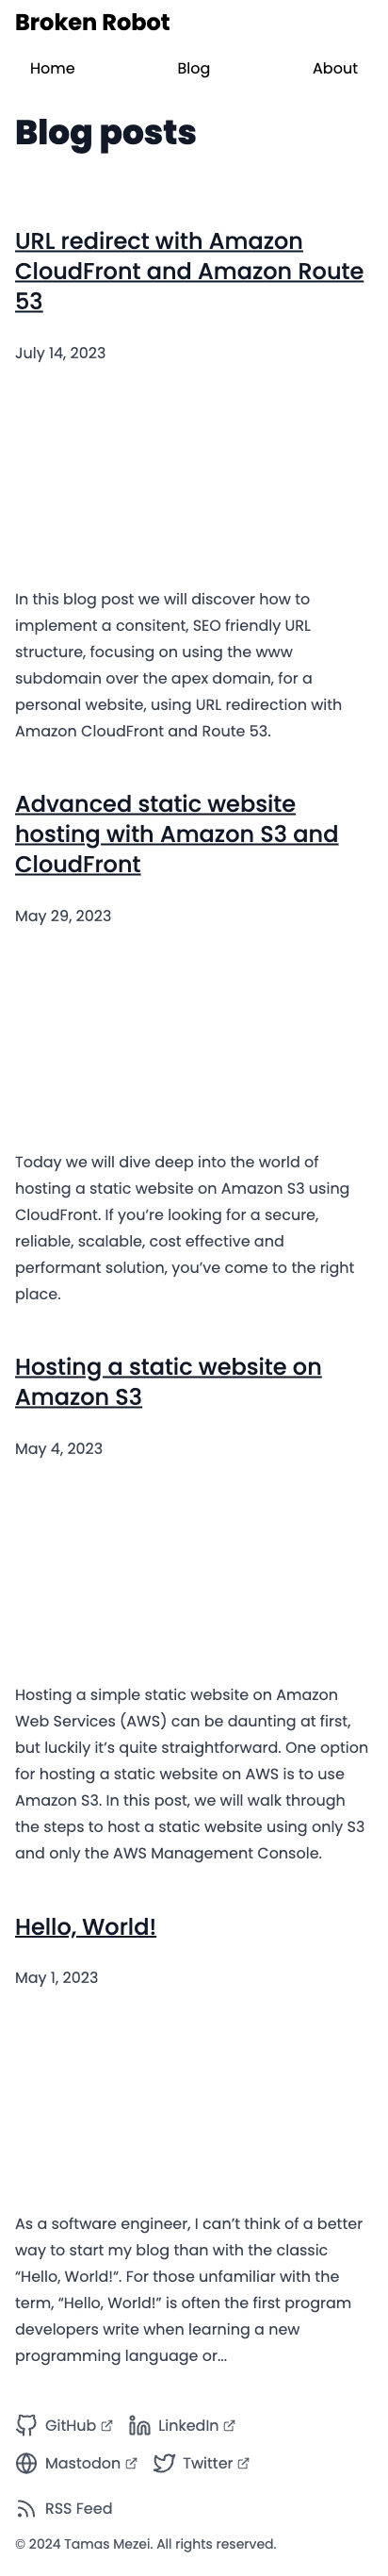 Broken Robot
Home Blog About
Blog posts
URL redirect with Amazon
CloudFront and Amazon Route
53
July 14, 2023
In this blog post we will discover how to
implement a consitent, SEO friendly URL
structure, focusing on using the www
subdomain over the apex domain, for a
personal website, using URL redirection with
Amazon CloudFront and Route 53.
Advanced static website
hosting with Amazon S3 and
CloudFront
May 29, 2023
Today we will dive deep into the world of
hosting a static website on Amazon S3 using
CloudFront. If you’re looking for a secure,
reliable, scalable, cost effective and
performant solution, you’ve come to the right
place.
Hosting a static website on
Amazon S3
May 4, 2023
Hosting a simple static website on Amazon
Web Services (AWS) can be daunting at first,
but luckily it’s quite straightforward. One option
for hosting a static website on AWS is to use
Amazon S3. In this post, we will walk through
the steps to host a static website using only S3
and only the AWS Management Console.
Hello, World!
May 1, 2023
As a software engineer, I can’t think of a better
way to start my blog than with the classic
“Hello, World!“. For those unfamiliar with the
term, “Hello, World!” is often the first program
developers write when learning a new
programming language or...
GitHub LinkedIn
Mastodon Twitter
RSS Feed
© 2024 Tamas Mezei. All rights reserved.